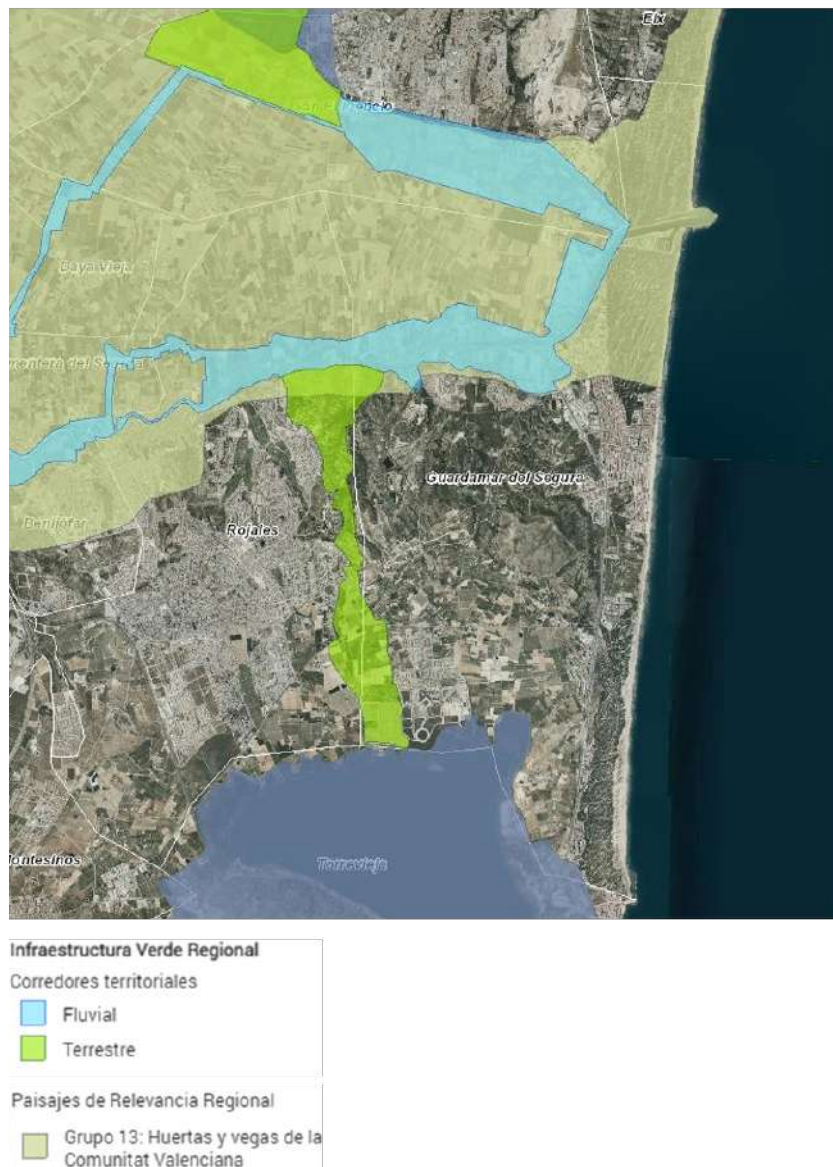 Elx
Daya Vieja
Guardamar del Segura
Rojales
Benijófar
Torrevieja
Montesinos
Infraestructura Verde Regional
Corredores territoriales
Fluvial
Terrestre
Paisajes de Relevancia Regional
Grupo 13: Huertas y vegas de la
Comunitat Valenciana